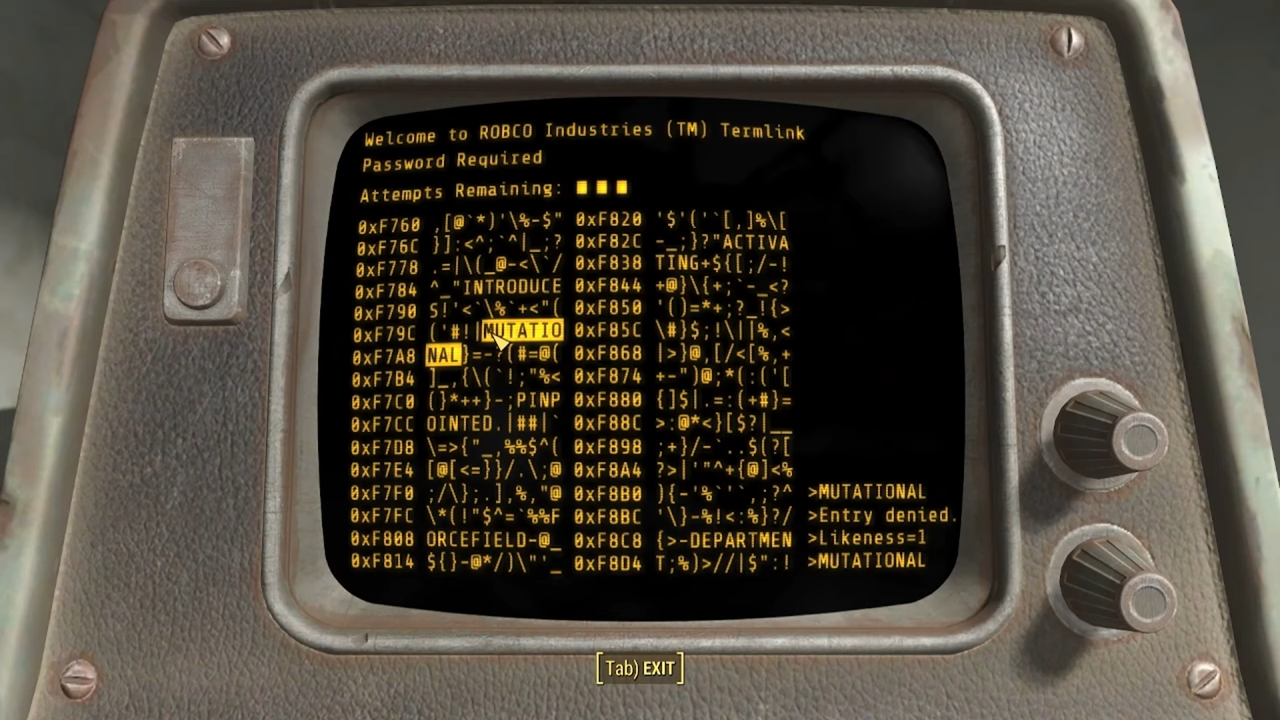 Welcome to ROBCO Industries (TM) Termlink
Password Required
Attempts Remaining: ■ ■ ■
0xF760 ,[@`*)'\%-$" 0xF820 '$'('`[,]%\[
0xF76C }]:<^;`^|_;? 0xF82C -_;}?"ACTIVA
0xF778 .=|\(_@-<\`/ 0xF838 TING+${[;/-!
0xF784 ^_"INTRODUCE 0xF844 +@}\{+;`-_<?
0xF790 S!'<`\%`+<"( 0xF850 '()=*+;?_!{>
0xF79C ('#!|MUTATIO 0xF85C \#}$;!\||%,<
0xF7A8 NAL}=-?(#=@( 0xF868 |>}@,[/<[%,+
0xF7B4 ]_,{\(`!;"%< 0xF874 +-")@;*(:('[
0xF7C0 (}*++}-;PINP 0xF880 {]$|.=:(+#}=
0xF7CC OINTED.|##|` 0xF88C >:@*<}[$?|__
0xF7D8 \=>{"_,%%$^( 0xF898 ;+}/-`..$(?[
0xF7E4 [@[<=}}/.\;@ 0xF8A4 ?>|'"^+{@]<%
0xF7F0 ;/\};.],%,"@ 0xF8B0 ){-'%`'`,;?^ >MUTATIONAL
0xF7FC \*(!"$^=`%%F 0xF8BC '\}-%!<:%}?/ >Entry denied.
0xF808 ORCEFIELD-@_ 0xF8C8 {>-DEPARTMEN >Likeness=1
0xF814 ${}-@*/)\"'_ 0xF8D4 T;%)>//|$":! >MUTATIONAL
[Tab) EXIT]